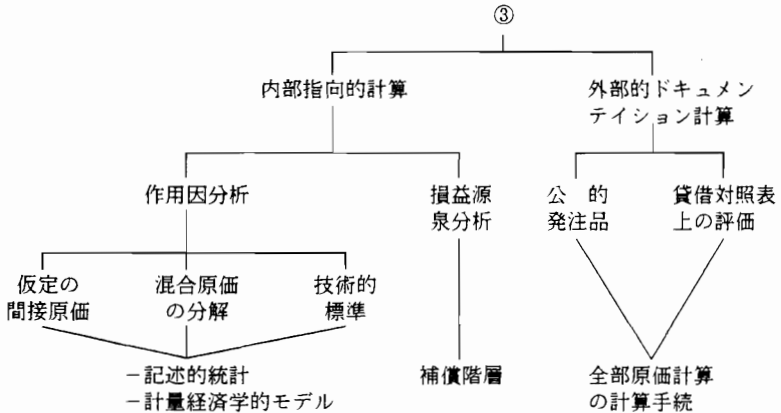 ③
内部指向的計算
外部的ドキュメン
テイション計算
作用因分析
損益源
泉分析
公 的
発注品
貸借対照表
上の評価
仮定の
間接原価
混合原価
の分解
技術的
標準
－記述的統計
－計量経済学的モデル
補償階層
全部原価計算
の計算手続